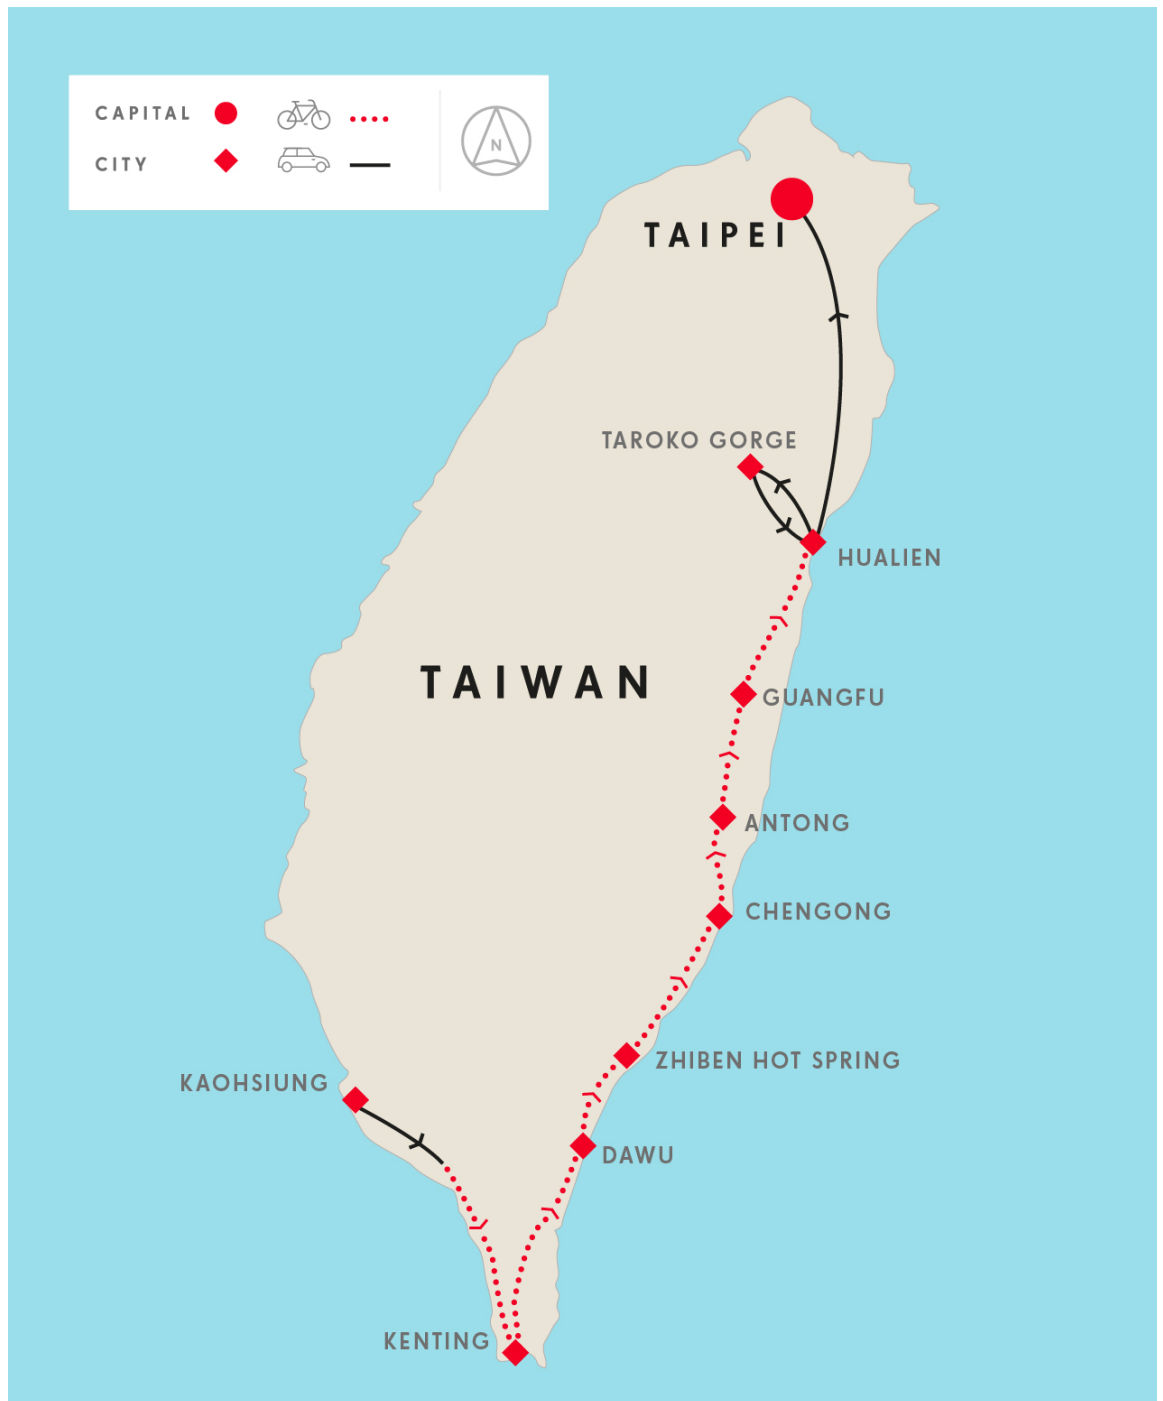 CAPITAL
CITY
N
TAIPEI
TAROKO GORGE
HUALIEN
TAIWAN
GUANGFU
ANTONG
CHENGONG
ZHIBEN HOT SPRING
KAOHSIUNG
DAWU
KENTING